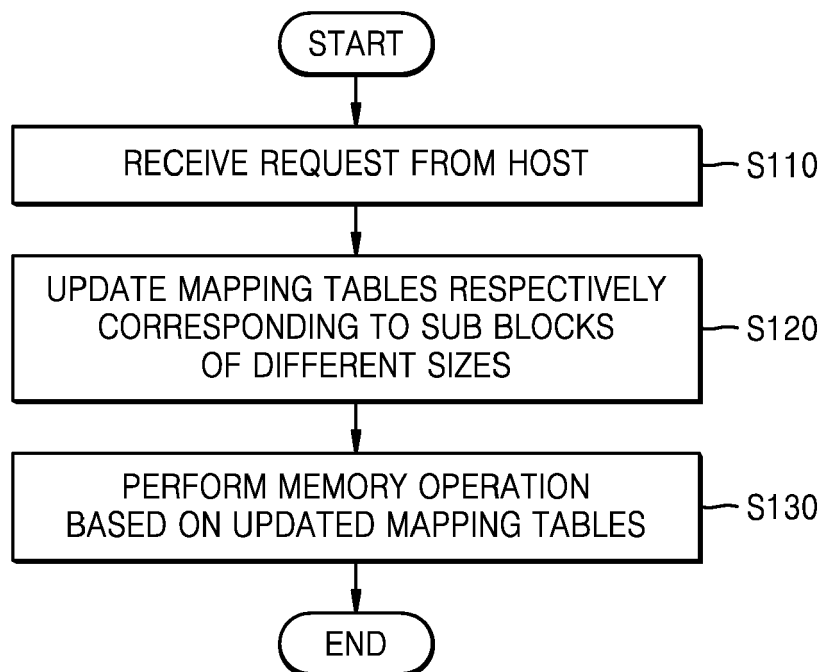 START
RECEIVE REQUEST FROM HOST
S110
UPDATE MAPPING TABLES RESPECTIVELY
CORRESPONDING TO SUB BLOCKS
OF DIFFERENT SIZES
S120
PERFORM MEMORY OPERATION
BASED ON UPDATED MAPPING TABLES
S130
END